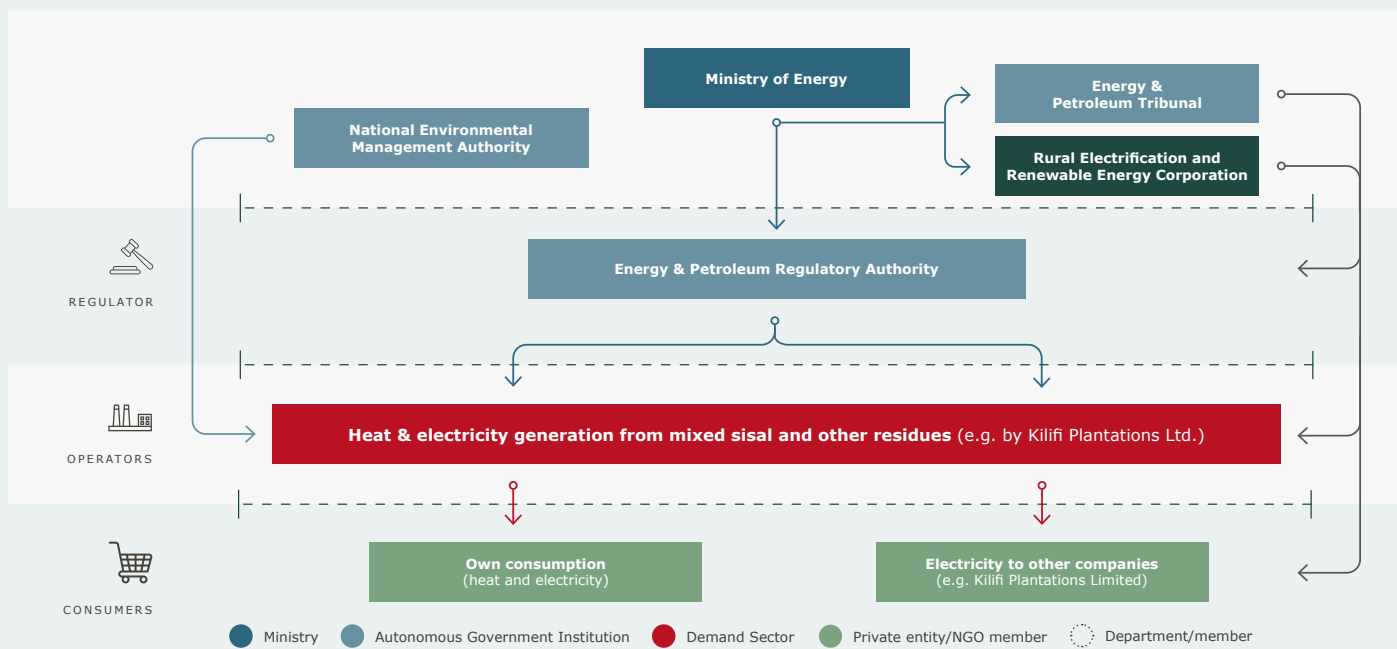 Ministry of Energy
Energy &
Petroleum Tribunal
National Environmental
Management Authority
Rural Electrification and
Renewable Energy Corporation
REGULATOR
Energy & Petroleum Regulatory Authority
OPERATORS
Heat & electricity generation from mixed sisal and other residues (e.g. by Kilifi Plantations Ltd.)
CONSUMERS
Own consumption
(heat and electricity)
Electricity to other companies
(e.g. Kilifi Plantations Limited)
Ministry
Autonomous Government Institution
Demand Sector
Private entity/NGO member
Department/member